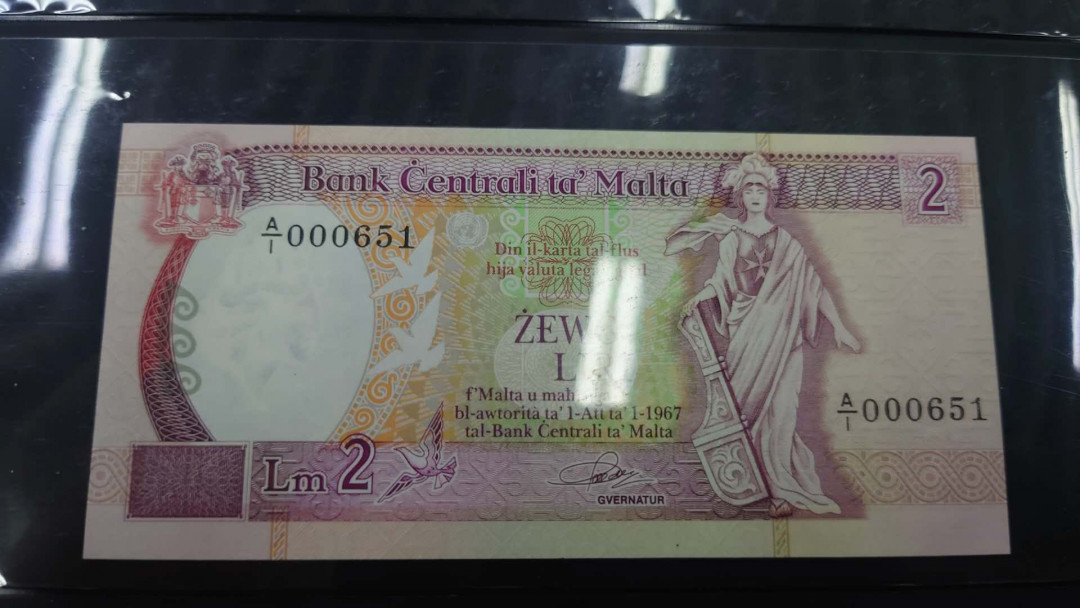 Bank Ċentrali ta' Malta
2
A/1 000651
Din il-karta tal-flus
hija valuta
f'Malta u
bl-awtorità ta' l-Att ta' l-1967
tal-Bank Ċentrali ta' Malta
A/1 000651
Lm 2
GVERNATUR